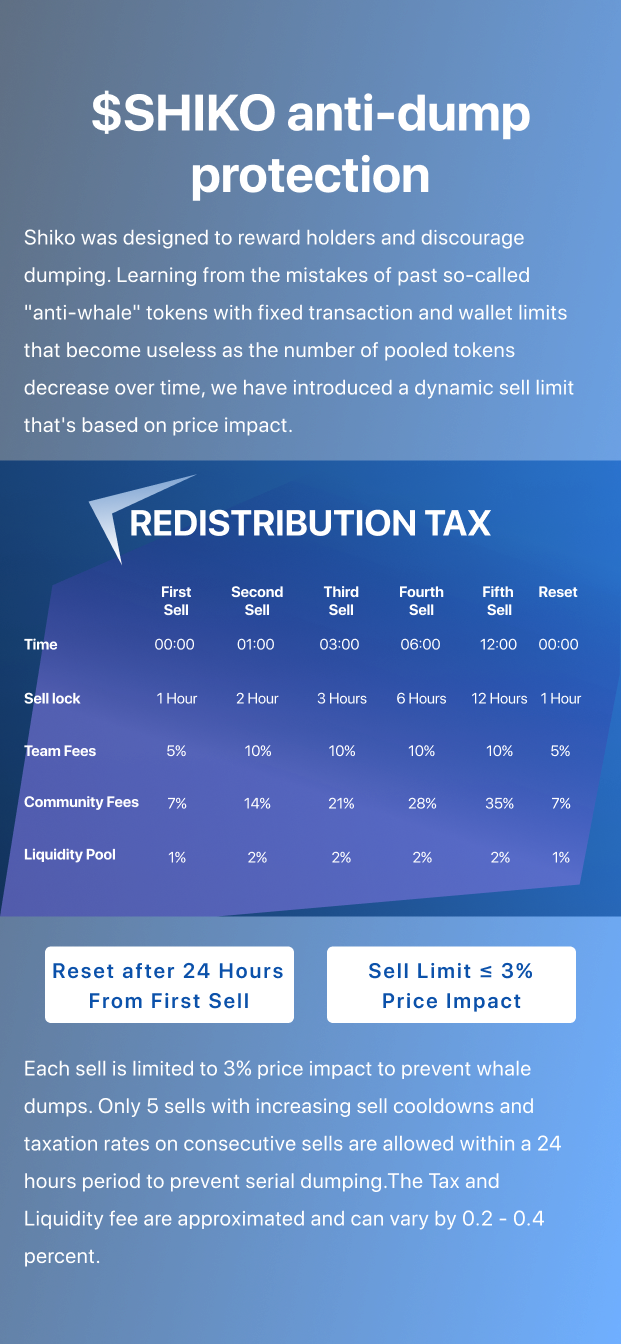 $SHIKO anti-dump
protection
Shiko was designed to reward holders and discourage
dumping. Learning from the mistakes of past so-called
"anti-whale" tokens with fixed transaction and wallet limits
that become useless as the number of pooled tokens
decrease over time, we have introduced a dynamic sell limit
that's based on price impact.
REDISTRIBUTION TAX
First Sell Second Sell Third Sell Fourth Sell Fifth Sell Reset
Time 00:00 01:00 03:00 06:00 12:00 00:00
Sell lock 1 Hour 2 Hour 3 Hours 6 Hours 12 Hours 1 Hour
Team Fees 5% 10% 10% 10% 10% 5%
Community Fees 7% 14% 21% 28% 35% 7%
Liquidity Pool 1% 2% 2% 2% 2% 1%
Reset after 24 Hours
From First Sell
Sell Limit ≤ 3%
Price Impact
Each sell is limited to 3% price impact to prevent whale
dumps. Only 5 sells with increasing sell cooldowns and
taxation rates on consecutive sells are allowed within a 24
hours period to prevent serial dumping.The Tax and
Liquidity fee are approximated and can vary by 0.2 - 0.4
percent.